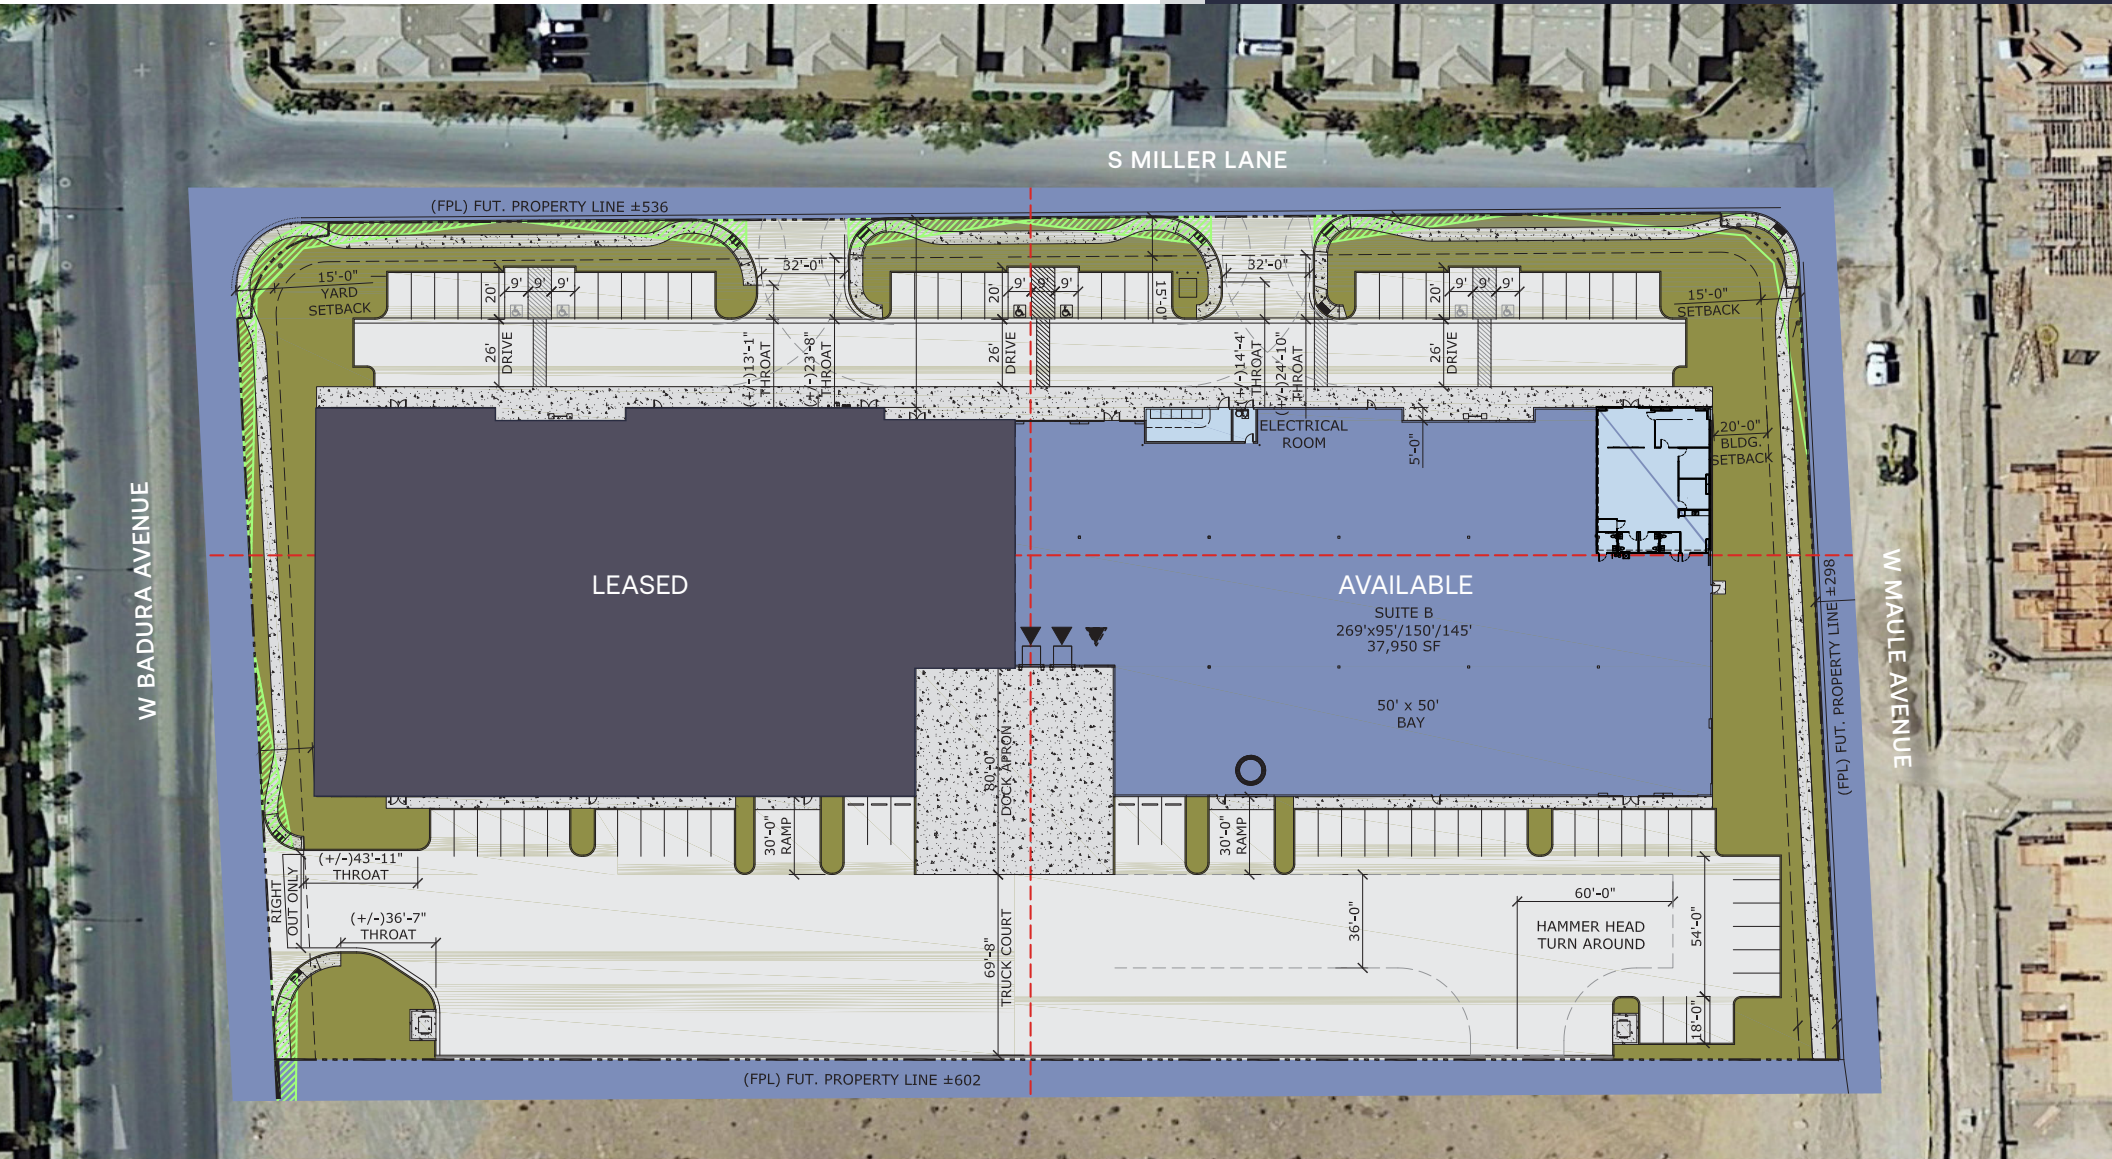 S MILLER LANE
(FPL) FUT. PROPERTY LINE ±536
15'-0"
YARD
SETBACK
20'
9'
9'
9'
32'-0"
20'
9'
9'
9'
15'-0"
32'-0"
20'
9'
9'
9'
15'-0"
SETBACK
26'
DRIVE
(+/-)13'-1"
THROAT
(+/-)23'-8"
THROAT
26'
DRIVE
(+/-)14'-4"
THROAT
(+/-)24'-10"
THROAT
26'
DRIVE
ELECTRICAL
ROOM
5'-0"
20'-0"
BLDG.
SETBACK
W BADURA AVENUE
LEASED
AVAILABLE
SUITE B
269'x95'/150'/145'
37,950 SF
50' x 50'
BAY
(FPL) FUT. PROPERTY LINE ±298
W MAULE AVENUE
80'-0"
DOCK APRON
30'-0"
RAMP
30'-0"
RAMP
(+/-)43'-11"
THROAT
RIGHT
OUT ONLY
(+/-)36'-7"
THROAT
69'-8"
TRUCK COURT
36'-0"
60'-0"
HAMMER HEAD
TURN AROUND
54'-0"
18'-0"
(FPL) FUT. PROPERTY LINE ±602